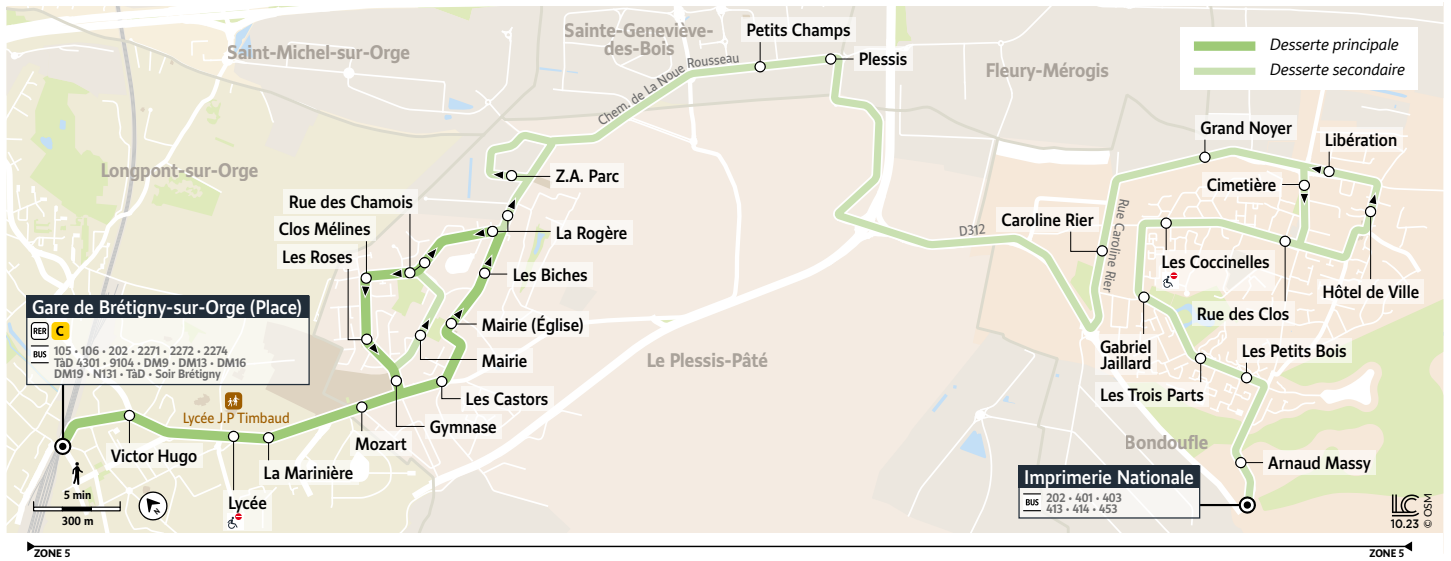 Saint-Michel-sur-Orge
Sainte-Geneviève-
des-Bois
Petits Champs
Plessis
Fleury-Mérogis
Desserte principale
Desserte secondaire
Chem. de La Noue Rousseau
Longpont-sur-Orge
Z.A. Parc
Rue des Chamois
Clos Mélines
Les Roses
La Rogère
Les Biches
Mairie (Église)
Mairie
Les Castors
Gymnase
Mozart
Le Plessis-Pâté
Grand Noyer
Libération
Cimetière
Caroline Rier
Rue Caroline Rier
D312
Les Coccinelles
Hôtel de Ville
Rue des Clos
Gabriel
Jaillard
Les Petits Bois
Les Trois Parts
Bondoufle
Arnaud Massy
Gare de Brétigny-sur-Orge (Place)
RER C
BUS
105 • 106 • 202 • 2271 • 2272 • 2274
TàD 4301 • 9104 • DM9 • DM13 • DM16
DM19 • N131 • TàD • Soir Brétigny
Lycée J.P Timbaud
Victor Hugo
La Marinière
Lycée
5 min
300 m
N
Imprimerie Nationale
BUS
202 • 401 • 403
413 • 414 • 453
LC
10.23
© OSM
ZONE 5
ZONE 5